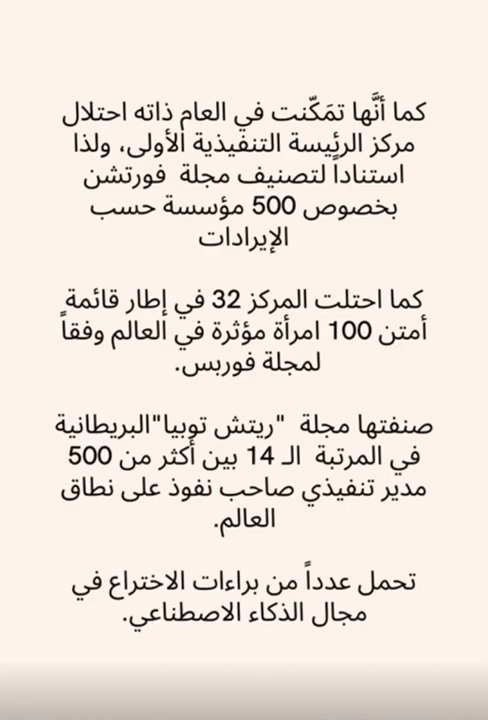 كما أنَّها تمَكّنت في العام ذاته احتلال
مركز الرئيسة التنفيذية الأولى، ولذا
استناداً لتصنيف مجلة  فورتشن
بخصوص 500 مؤسسة حسب
الإيرادات
كما احتلت المركز 32 في إطار قائمة
أمتن 100 امرأة مؤثرة في العالم وفقاً
لمجلة فوربس.
صنفتها مجلة  "ريتش توبيا"البريطانية
في المرتبة  الـ 14 بين أكثر من 500
مدير تنفيذي صاحب نفوذ على نطاق
العالم.
تحمل عدداً من براءات الاختراع في
مجال الذكاء الاصطناعي.